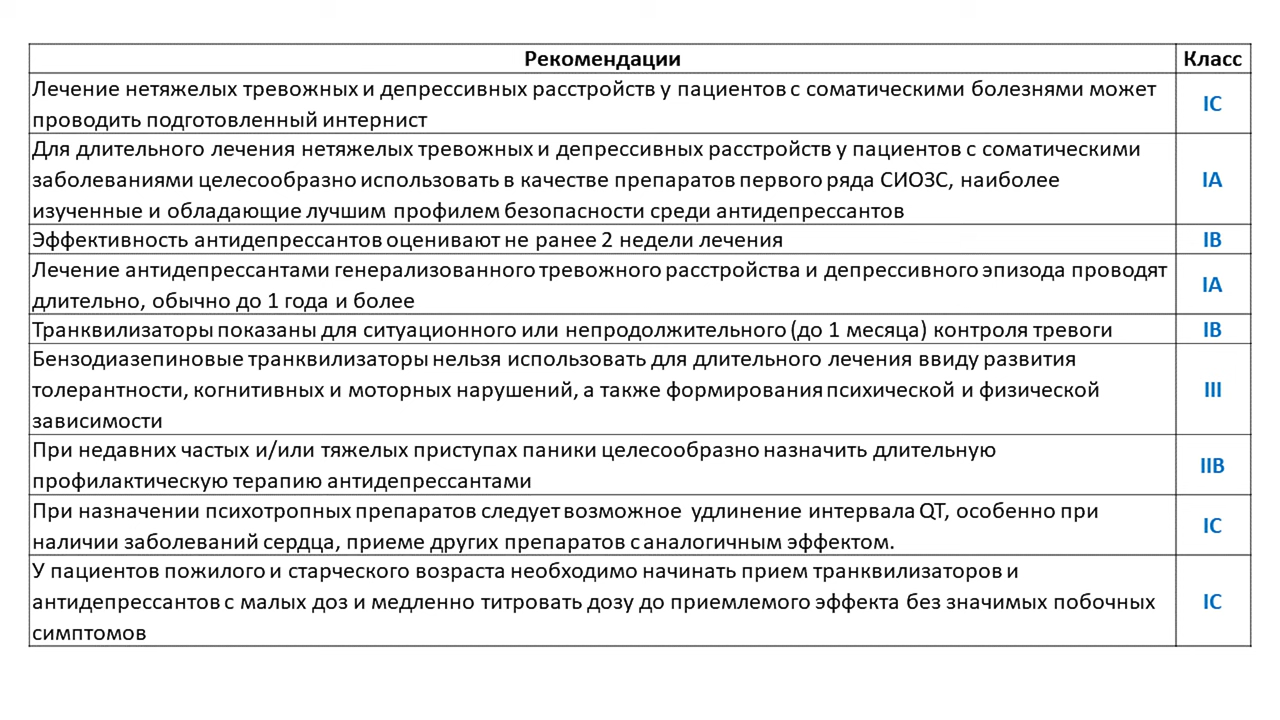 Рекомендации Класс
Лечение нетяжелых тревожных и депрессивных расстройств у пациентов с соматическими болезнями может
проводить подготовленный интернист
IC
Для длительного лечения нетяжелых тревожных и депрессивных расстройств у пациентов с соматическими
заболеваниями целесообразно использовать в качестве препаратов первого ряда СИОЗС, наиболее
изученные и обладающие лучшим профилем безопасности среди антидепрессантов
IA
Эффективность антидепрессантов оценивают не ранее 2 недели лечения
IB
Лечение антидепрессантами генерализованного тревожного расстройства и депрессивного эпизода проводят
длительно, обычно до 1 года и более
IA
Транквилизаторы показаны для ситуационного или непродолжительного (до 1 месяца) контроля тревоги
IB
Бензодиазепиновые транквилизаторы нельзя использовать для длительного лечения ввиду развития
толерантности, когнитивных и моторных нарушений, а также формирования психической и физической
зависимости
III
При недавних частых и/или тяжелых приступах паники целесообразно назначить длительную
профилактическую терапию антидепрессантами
IIB
При назначении психотропных препаратов следует возможное удлинение интервала QT, особенно при
наличии заболеваний сердца, приеме других препаратов с аналогичным эффектом.
IC
У пациентов пожилого и старческого возраста необходимо начинать прием транквилизаторов и
антидепрессантов с малых доз и медленно титровать дозу до приемлемого эффекта без значимых побочных
симптомов
IC